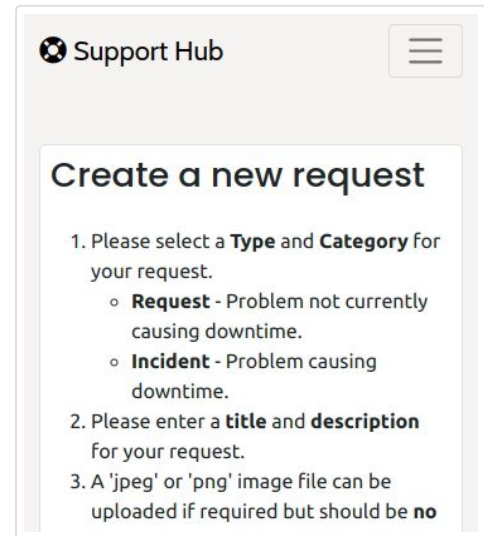 Support Hub
Create a new request
1. Please select a Type and Category for
your request.
◦ Request - Problem not currently
causing downtime.
◦ Incident - Problem causing
downtime.
2. Please enter a title and description
for your request.
3. A 'jpeg' or 'png' image file can be
uploaded if required but should be no